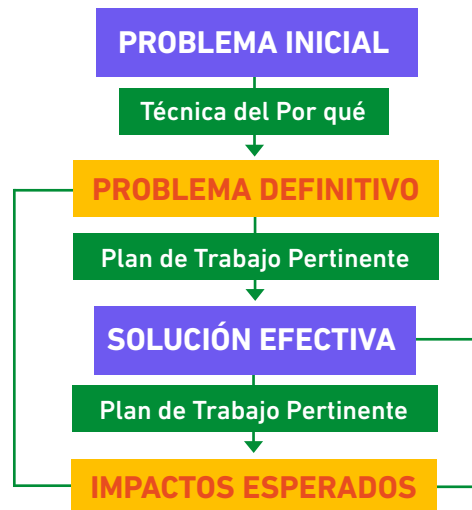 PROBLEMA INICIAL
Técnica del Por qué
PROBLEMA DEFINITIVO
Plan de Trabajo Pertinente
SOLUCIÓN EFECTIVA
Plan de Trabajo Pertinente
IMPACTOS ESPERADOS